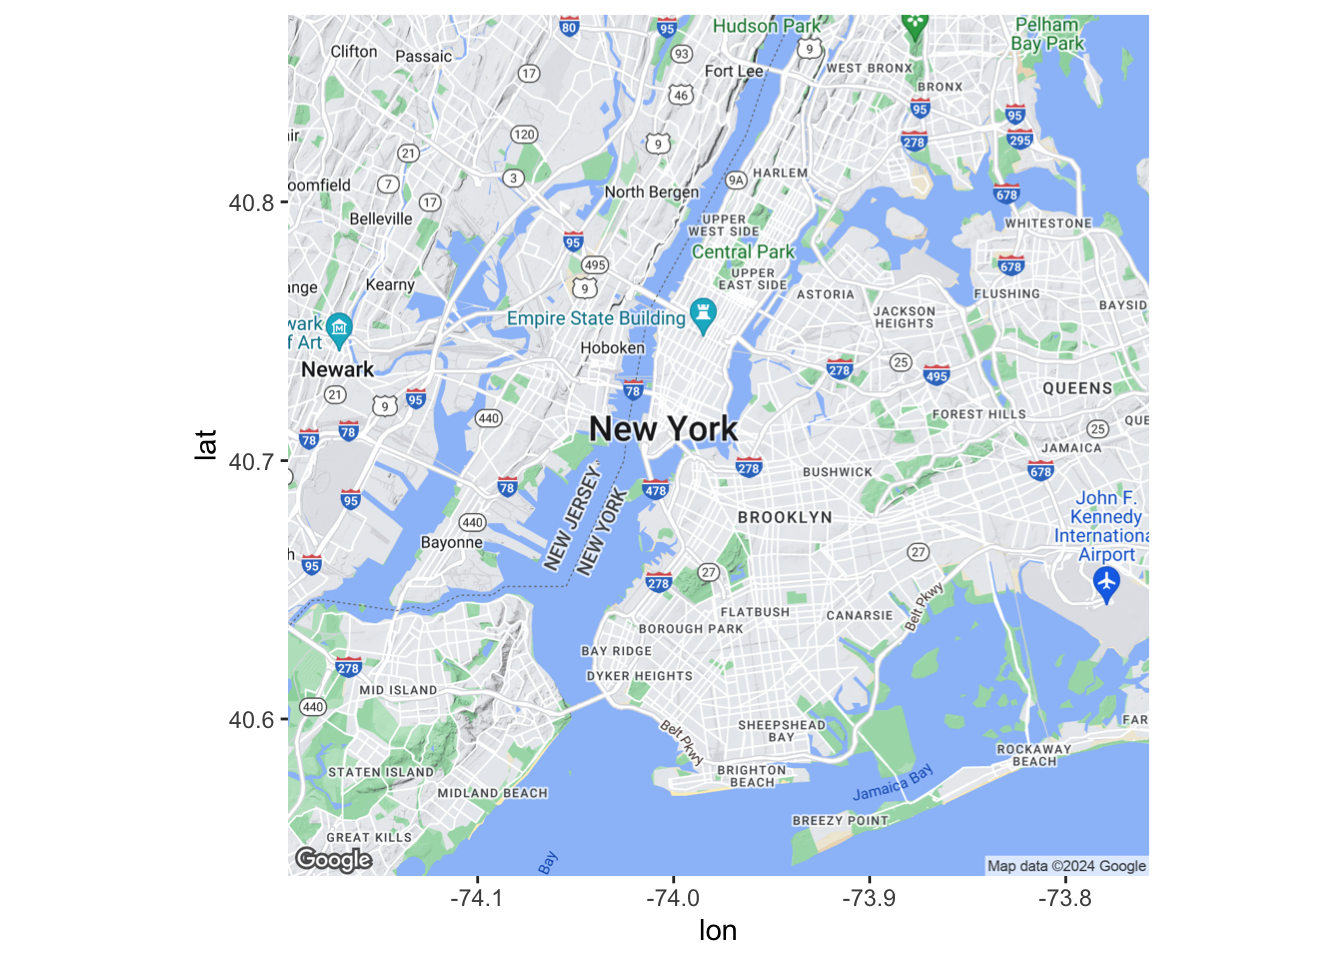 80
95
Hudson Park
Pelham
Bay Park
Clifton
Passaic
93
9
17
Fort Lee
WEST BRONX
46
BRONX
95
95
120
278
295
9
21
3
9A
HARLEM
7
oomfield
North Bergen
678
17
40.8
Belleville
UPPER
WEST SIDE
WHITESTONE
95
Central Park
495
678
UPPER
EAST SIDE
9
Kearny
ange
ASTORIA
FLUSHING
BAYSID
JACKSON
HEIGHTS
Empire State Building
wark
f Art
Hoboken
Newark
278
25
495
78
QUEENS
21
9
95
440
FOREST HILLS
QUE
New York
25
78
78
lat
JAMAICA
40.7
278
BUSHWICK
678
78
478
95
NEW JERSEY
NEW YORK
BROOKLYN
John F.
Kennedy
Internationa
Airport
440
Bayonne
h
27
95
27
278
Belt Pkwy
FLATBUSH
CANARSIE
BOROUGH PARK
BAY RIDGE
278
DYKER HEIGHTS
MID ISLAND
440
40.6
FAR
SHEEPSHEAD
BAY
Belt Pkwy
ROCKAWAY
BEACH
STATEN ISLAND
BRIGHTON
BEACH
Jamaica Bay
MIDLAND BEACH
BREEZY POINT
GREAT KILLS
Google
Bay
Map data ©2024 Google
-74.1
-74.0
-73.9
-73.8
lon